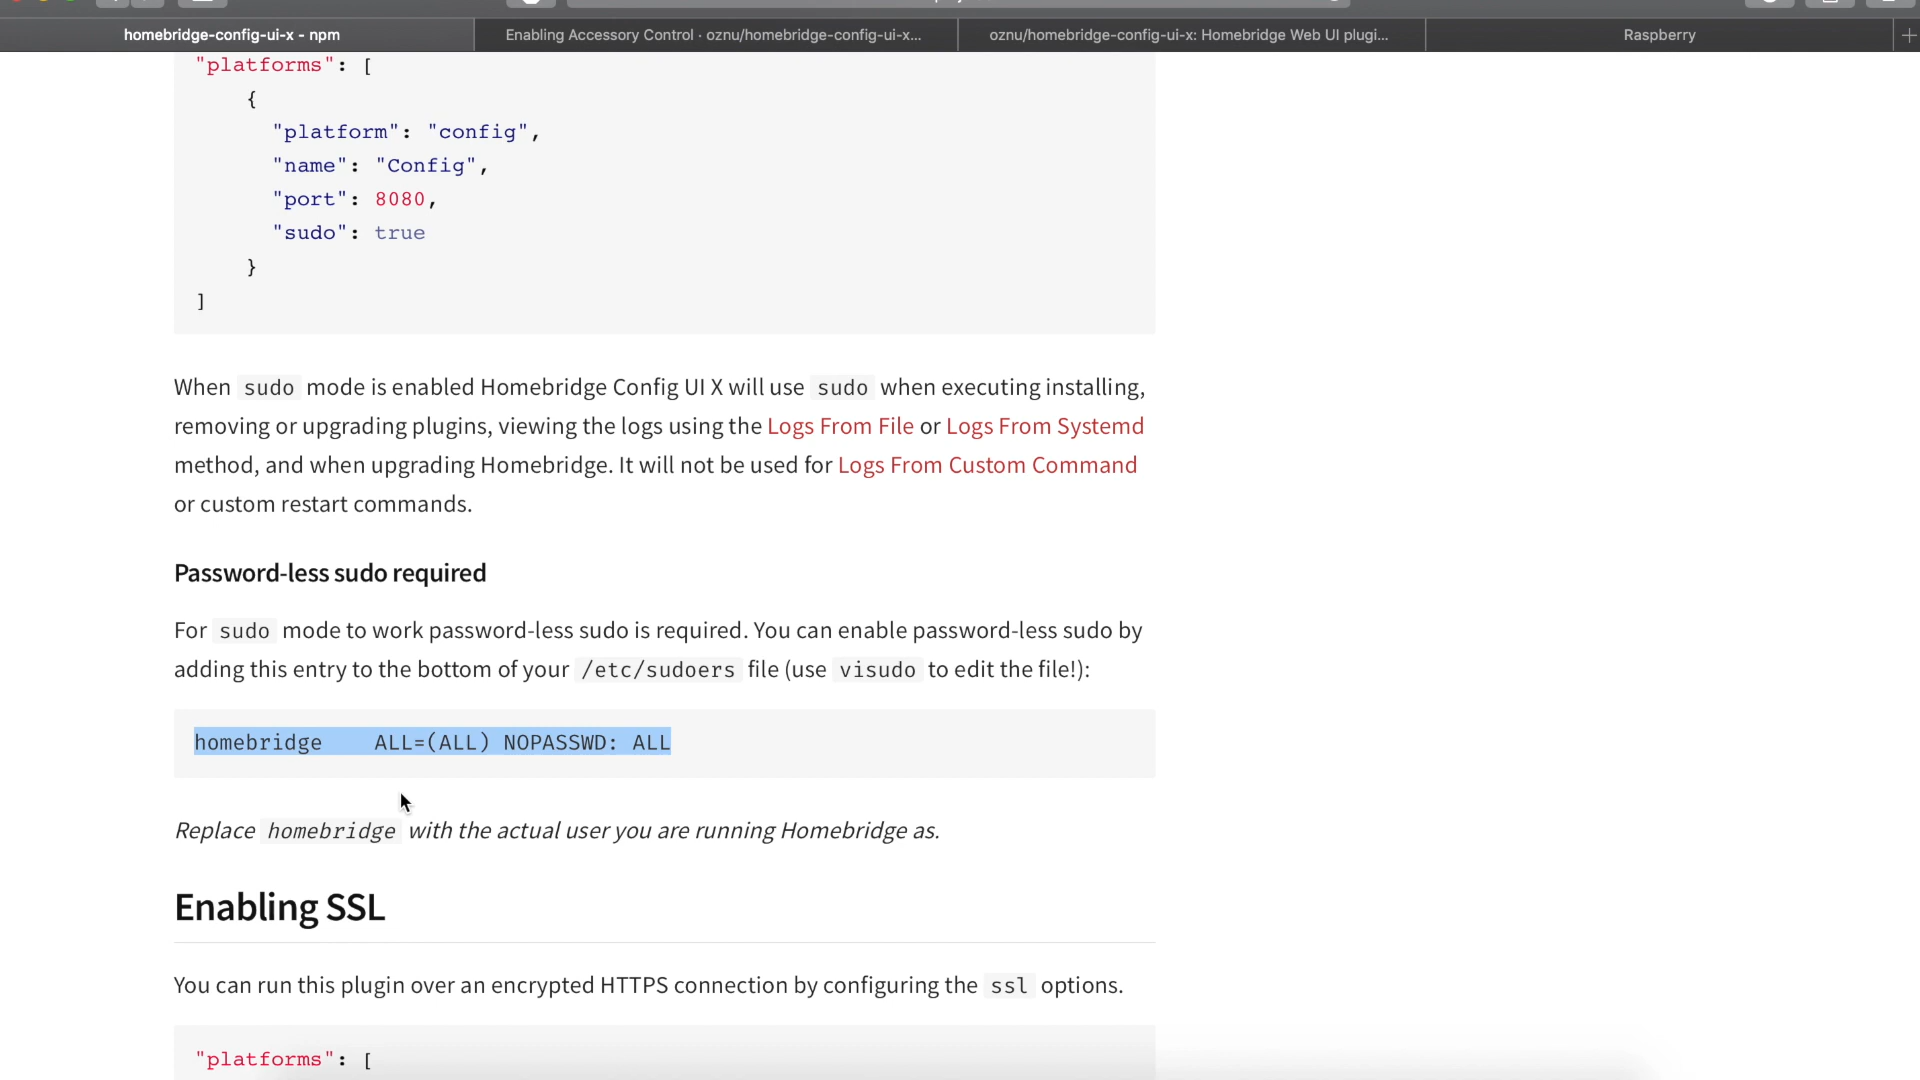 homebridge-config-ui-x - npm
Enabling Accessory Control · oznu/homebridge-config-ui-x...
oznu/homebridge-config-ui-x: Homebridge Web UI plugi...
Raspberry
"platforms": [
{
"platform": "config",
"name": "Config",
"port": 8080,
"sudo": true
}
]
When sudo mode is enabled Homebridge Config UI X will use sudo when executing installing,
removing or upgrading plugins, viewing the logs using the Logs From File or Logs From Systemd
method, and when upgrading Homebridge. It will not be used for Logs From Custom Command
or custom restart commands.
Password-less sudo required
For sudo mode to work password-less sudo is required. You can enable password-less sudo by
adding this entry to the bottom of your /etc/sudoers file (use visudo to edit the file!):
homebridge    ALL=(ALL) NOPASSWD: ALL
Replace homebridge with the actual user you are running Homebridge as.
Enabling SSL
You can run this plugin over an encrypted HTTPS connection by configuring the ssl options.
"platforms": [